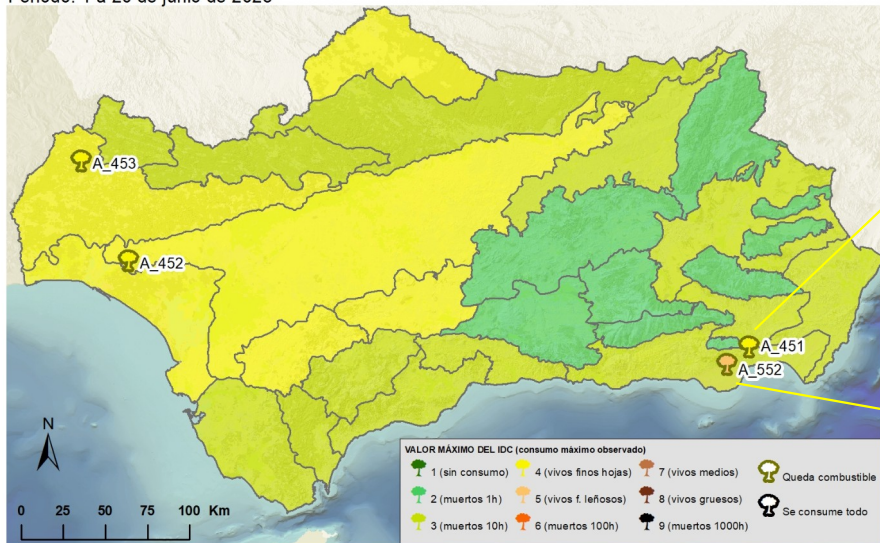 A_453
A_452
A_451
A_552
N
0 25 50 75 100 Km
VALOR MÁXIMO DEL IDC (consumo máximo observado)
1 (sin consumo) 4 (vivos finos hojas) 7 (vivos medios)
2 (muertos 1h) 5 (vivos f. leñosos) 8 (vivos gruesos)
3 (muertos 10h) 6 (muertos 100h) 9 (muertos 1000h)
Queda combustible
Se consume todo